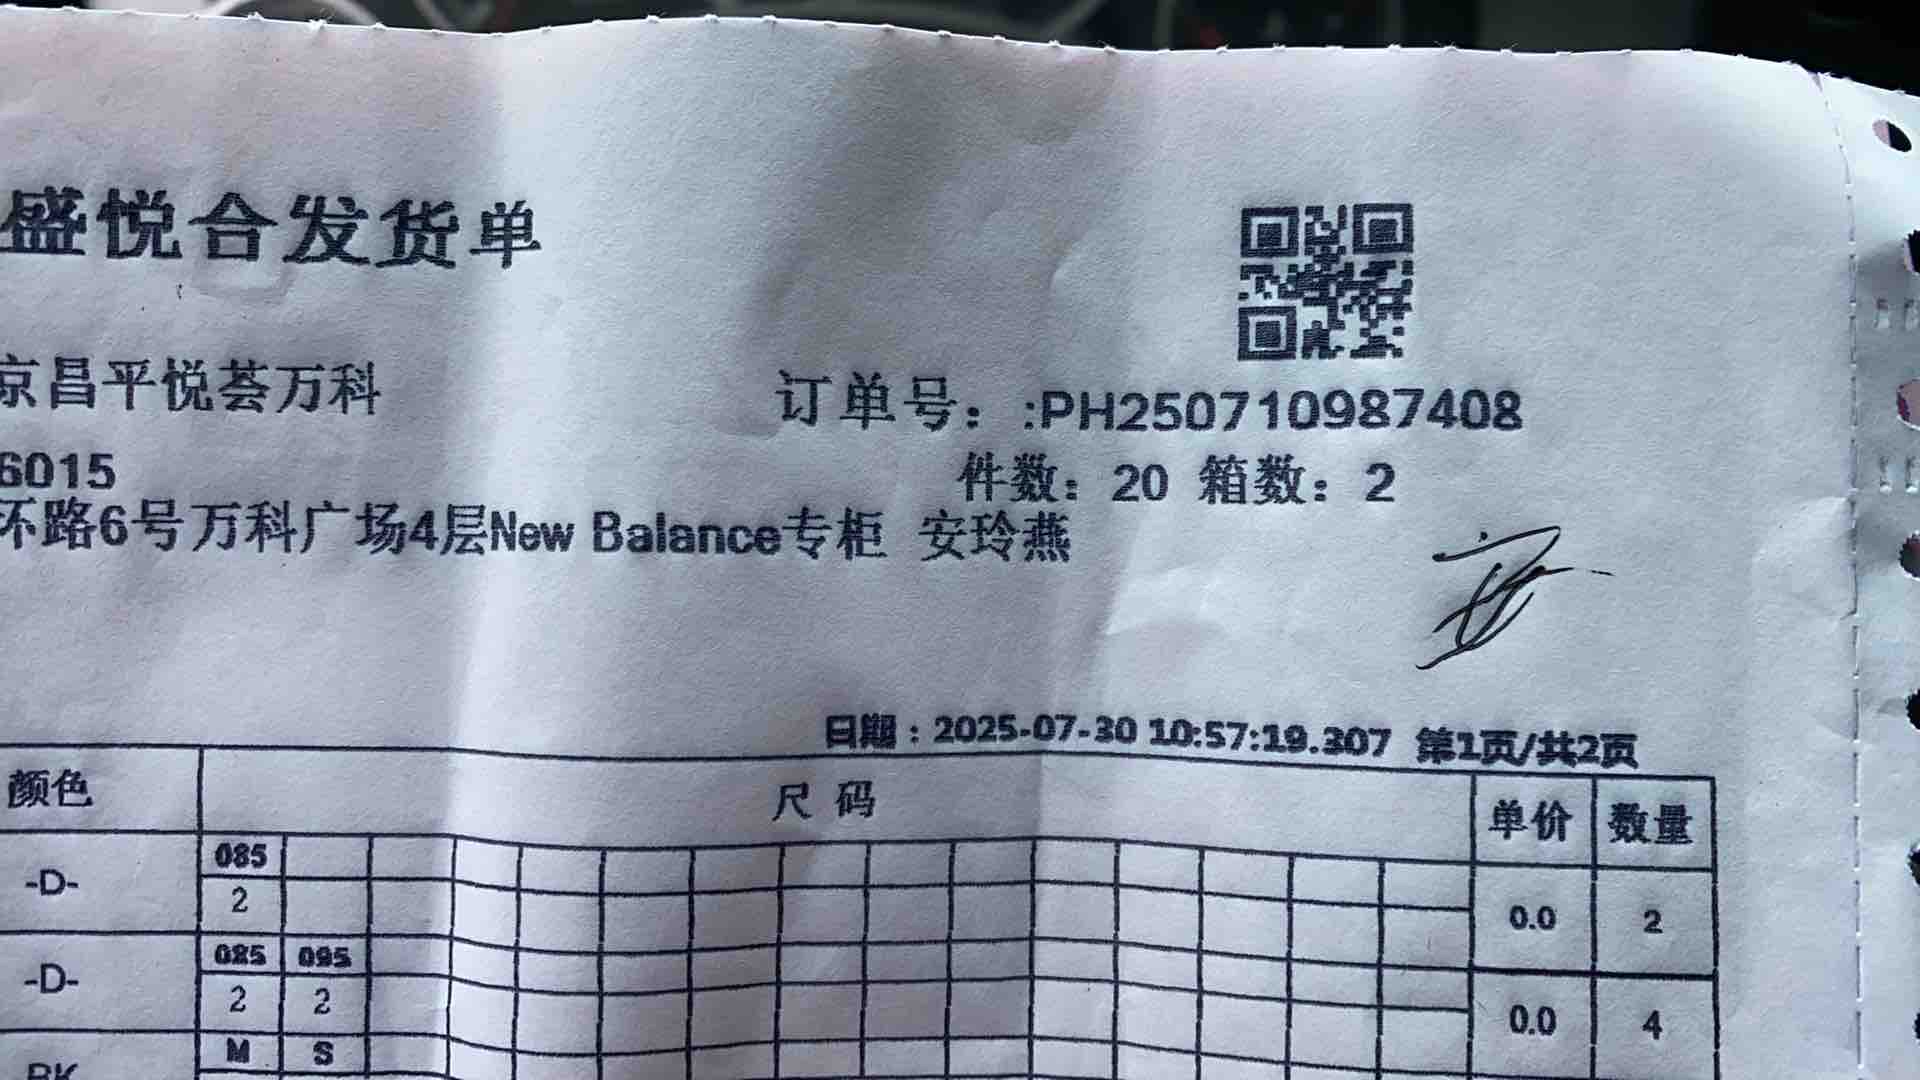 盛悦合发货单
京昌平悦荟万科
订单号：:PH250710987408
6015
件数：20 箱数：2
环路6号万科广场4层New Balance专柜 安玲燕
日期：2025-07-30 10:57:19.307 第1页/共2页
颜色 尺码 单价 数量
-D- 085 0.0 2
2
-D- 085 095 0.0 4
2 2
BK M S